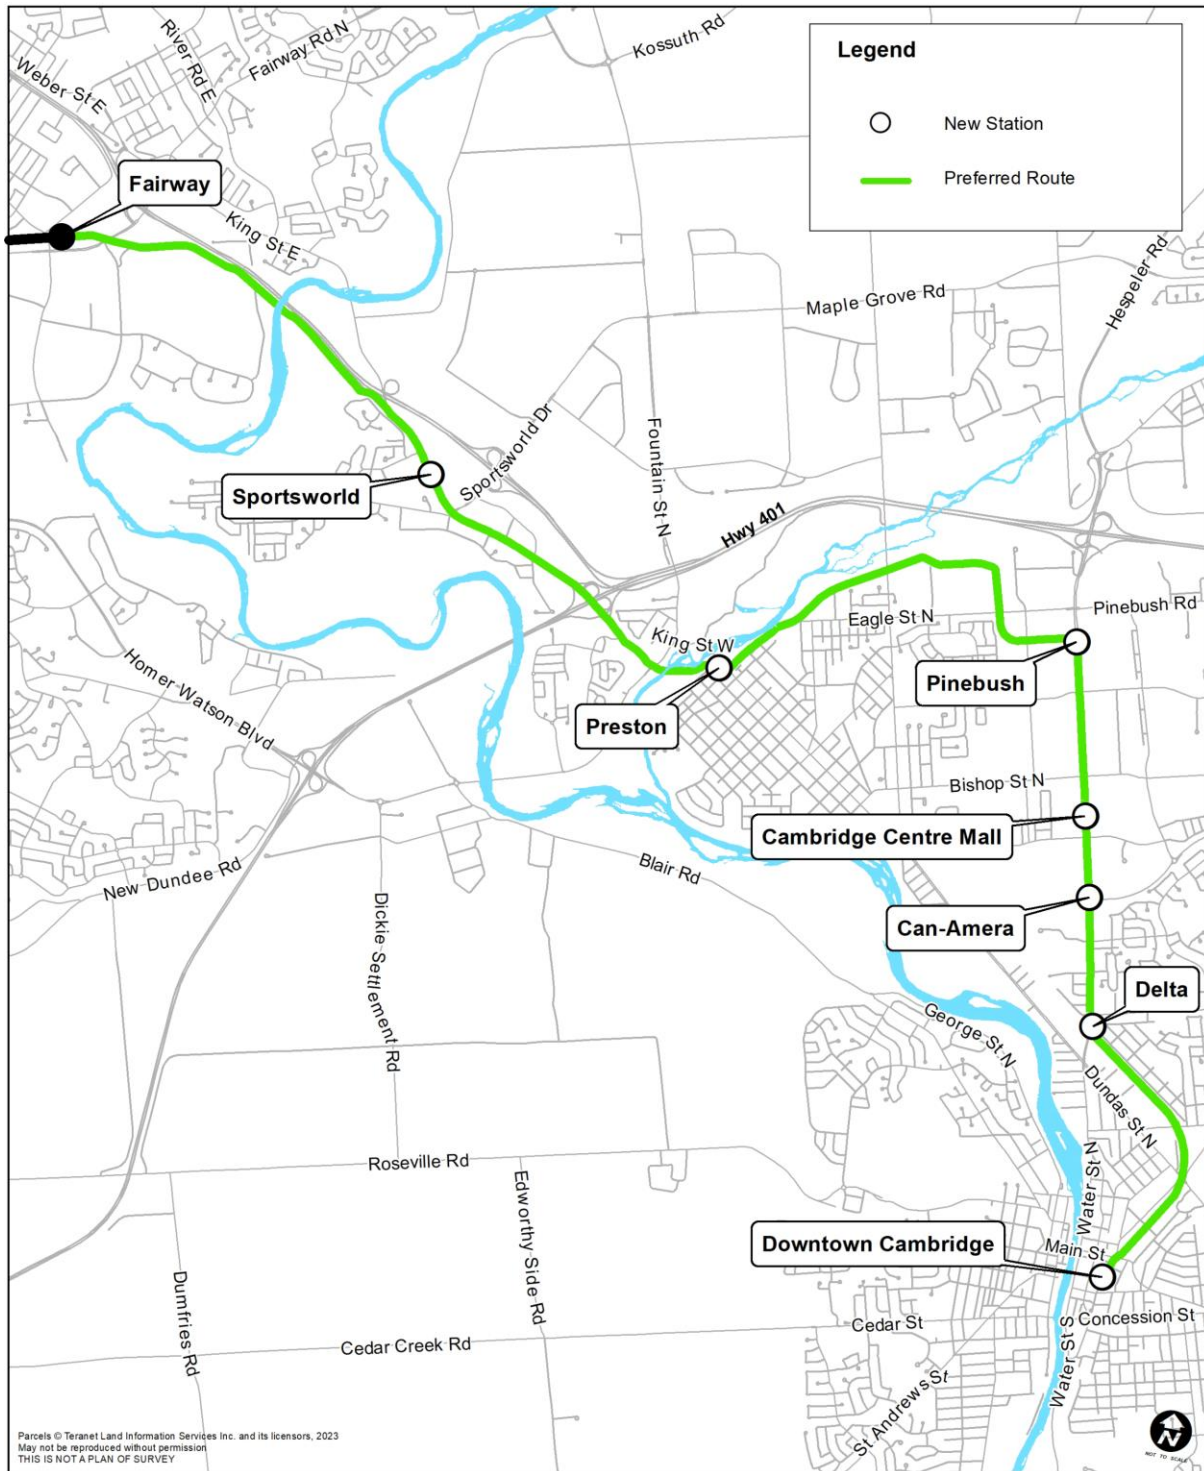 Legend
New Station
Preferred Route
Kossuth Rd
River Rd E
Fairway Rd N
Weber St E
Fairway
King St E
Hespeler Rd
Maple Grove Rd
Sportsworld Dr
Fountain St N
Sportsworld
Hwy 401
Pinebush Rd
Eagle St N
King St W
Homer Watson Blvd
Pinebush
Preston
Bishop St N
Cambridge Centre Mall
Blair Rd
New Dundee Rd
Dickie Settlement Rd
Can-Amera
Delta
George St N
Dundas St N
Roseville Rd
Edworthy Side Rd
Water St N
Downtown Cambridge
Main St
Dumfries Rd
Concession St
Cedar St
Water St S
Cedar Creek Rd
St Andrews St
Parcels © Teranet Land Information Services Inc. and its licensors, 2023
May not be reproduced without permission
THIS IS NOT A PLAN OF SURVEY
N
NOT TO SCALE